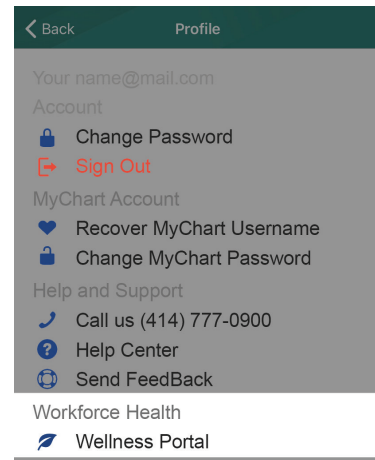 Back Profile
Your name@mail.com
Account
Change Password
Sign Out
MyChart Account
Recover MyChart Username
Change MyChart Password
Help and Support
Call us (414) 777-0900
Help Center
Send FeedBack
Workforce Health
Wellness Portal